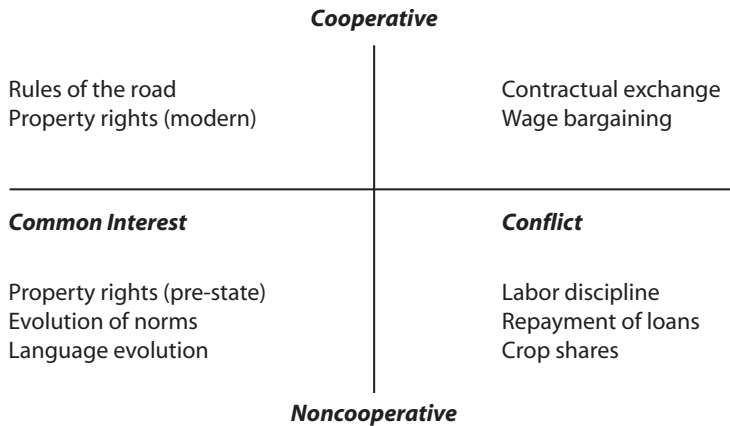 Cooperative
Rules of the road
Property rights (modern)
Contractual exchange
Wage bargaining
Common Interest
Conflict
Property rights (pre-state)
Evolution of norms
Language evolution
Labor discipline
Repayment of loans
Crop shares
Noncooperative